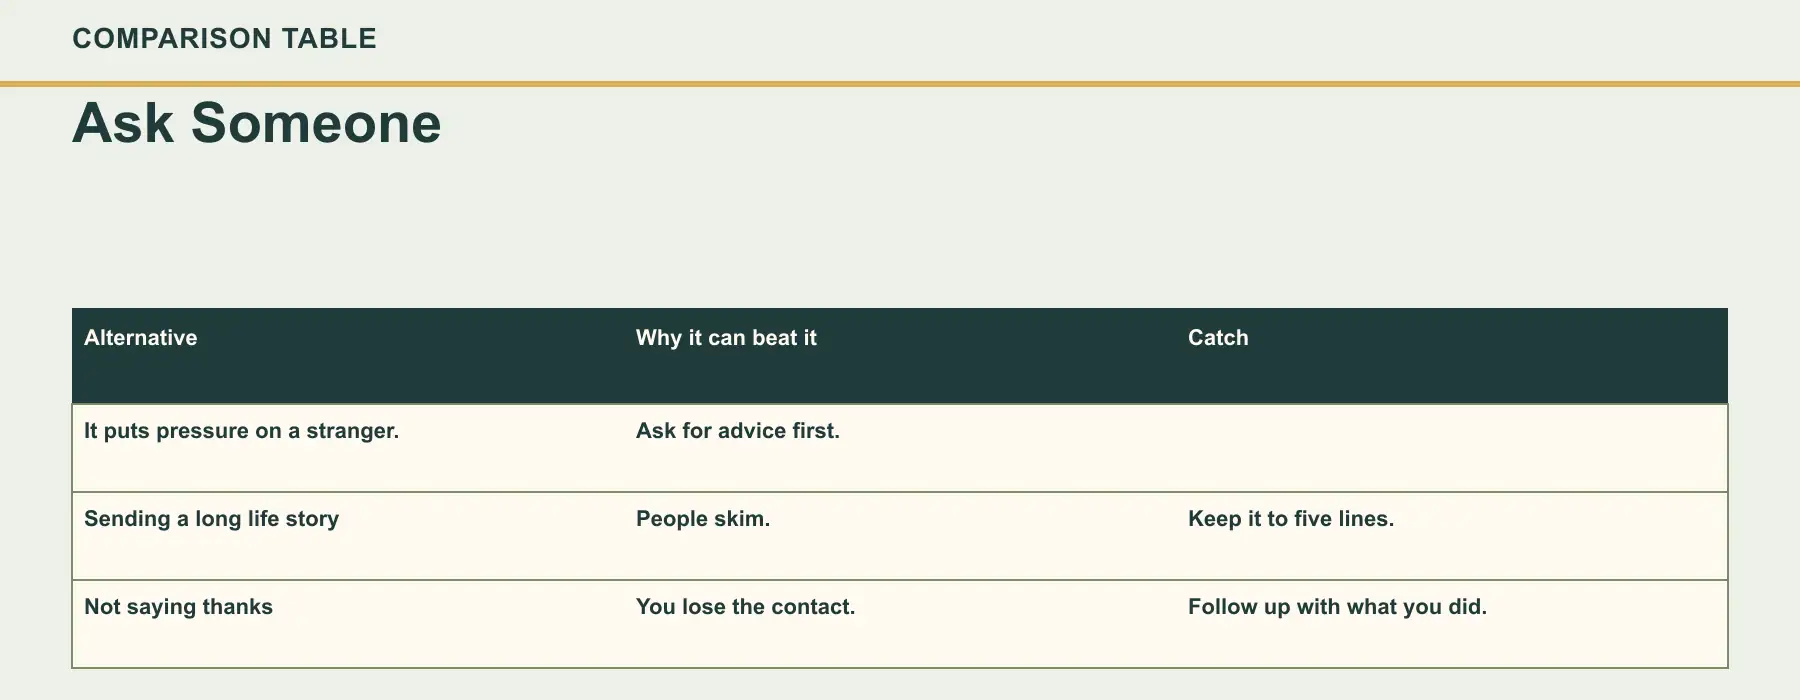 COMPARISON TABLE
Ask Someone
Alternative Why it can beat it Catch
It puts pressure on a stranger. Ask for advice first.
Sending a long life story People skim. Keep it to five lines.
Not saying thanks You lose the contact. Follow up with what you did.